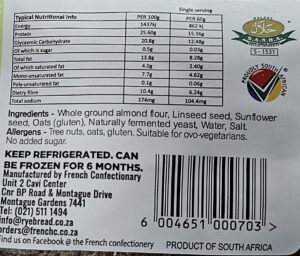 Single serving
Typical Nutritional Info PER 100g PER 60g
Energy 1437kj 862kj
Protein 25.60g 15.36g
Glycaemic Carbohydrate 20.8g 12.48g
Of which is sugar 0.5g 0.03g
Total fat 13.8g 8.28g
Of which saturated fat 4.0g 2.40g
Mono-unsaturated fat 7.7g 4.62g
Poly-unsaturated fat 0.1g 0.06g
Dietry fibre 10.4g 6.24g
Total sodium 174mg 104.4mg
SANHA
S - 1531
PROUDLY SOUTH AFRICAN
Ingredients - Whole ground almond flour, Linseed seed, Sunflower
seed, Oats (gluten), Naturally fermented yeast, Water, Salt
Allergens - Tree nuts, oats, gluten. Suitable for ovo-vegetarians.
No added sugar.
KEEP REFRIGERATED. CAN
BE FROZEN FOR 6 MONTHS.
Manufactured by French Confectionary
Unit 2 Cavi Center
Cnr BP Road & Montague Drive
Montague Gardens 7441
Tel: (021) 511 1494
info@ryebread.co.za
orders@frenchc.co.za
Find us on Facebook @ the French confectionery
6 004651 000703 >
PRODUCT OF SOUTH AFRICA